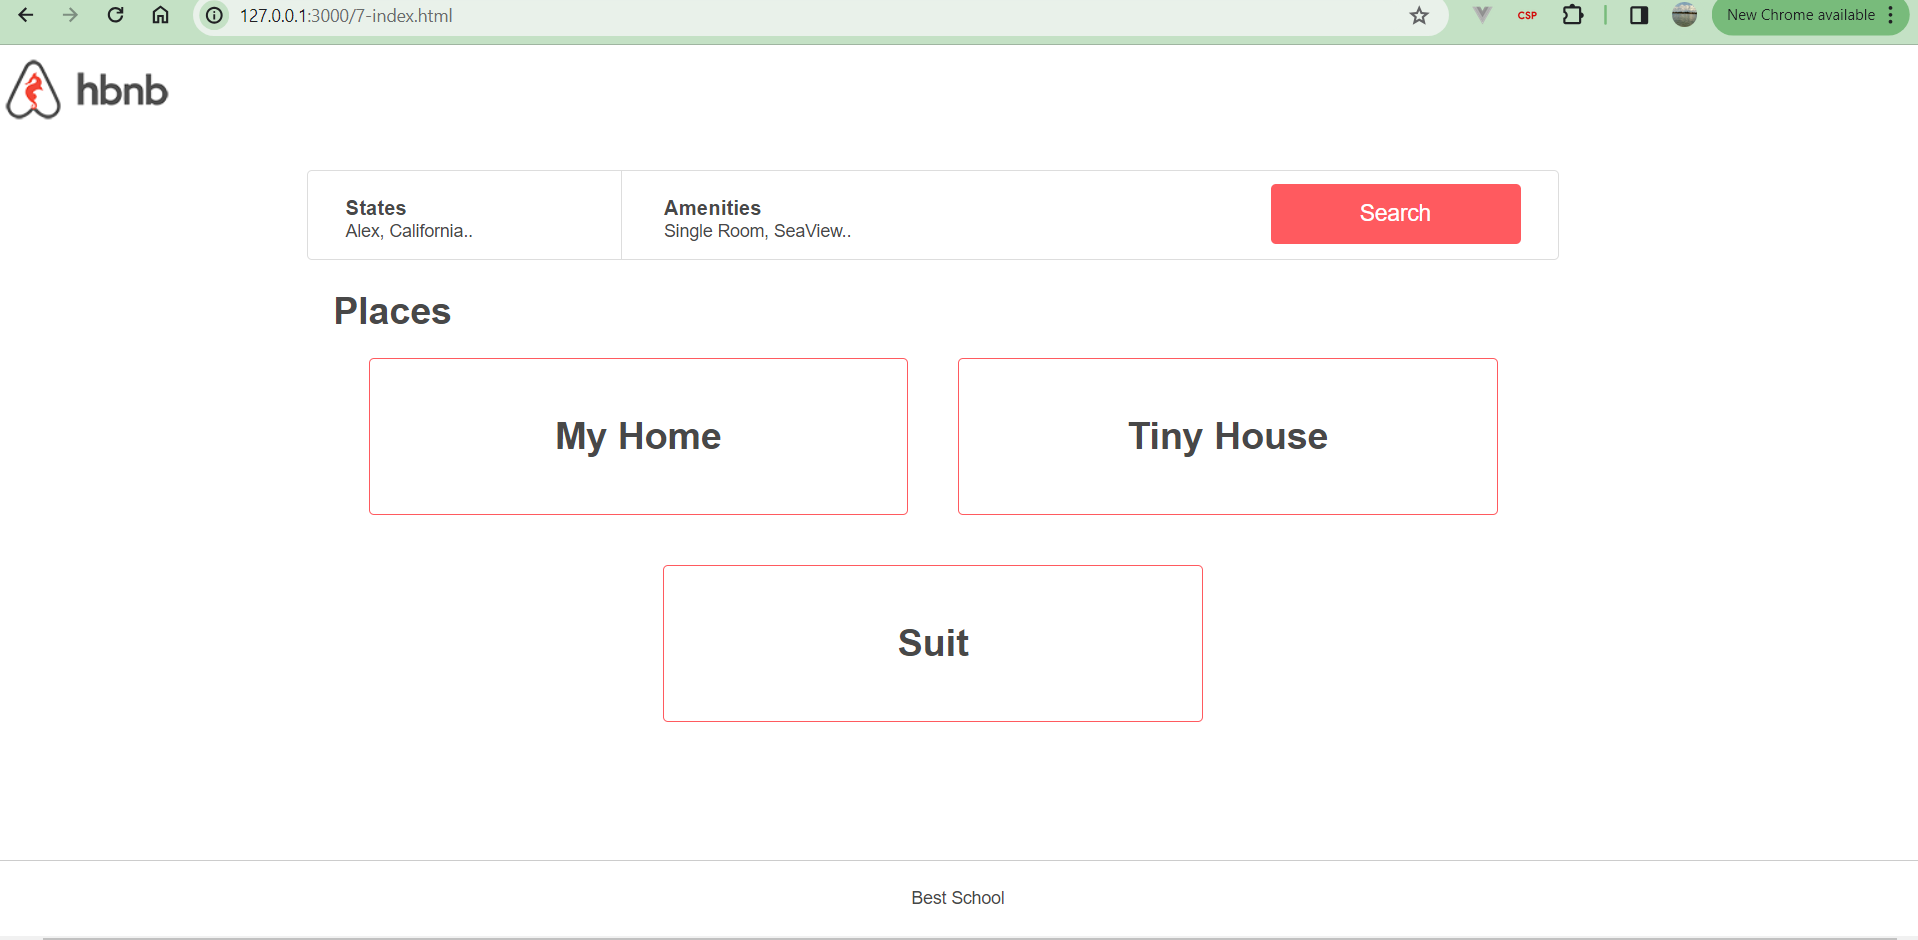 127.0.0.1:3000/7-index.html
CSP
New Chrome available
hbnb
States
Alex, California..
Amenities
Single Room, SeaView..
Search
Places
My Home
Tiny House
Suit
Best School